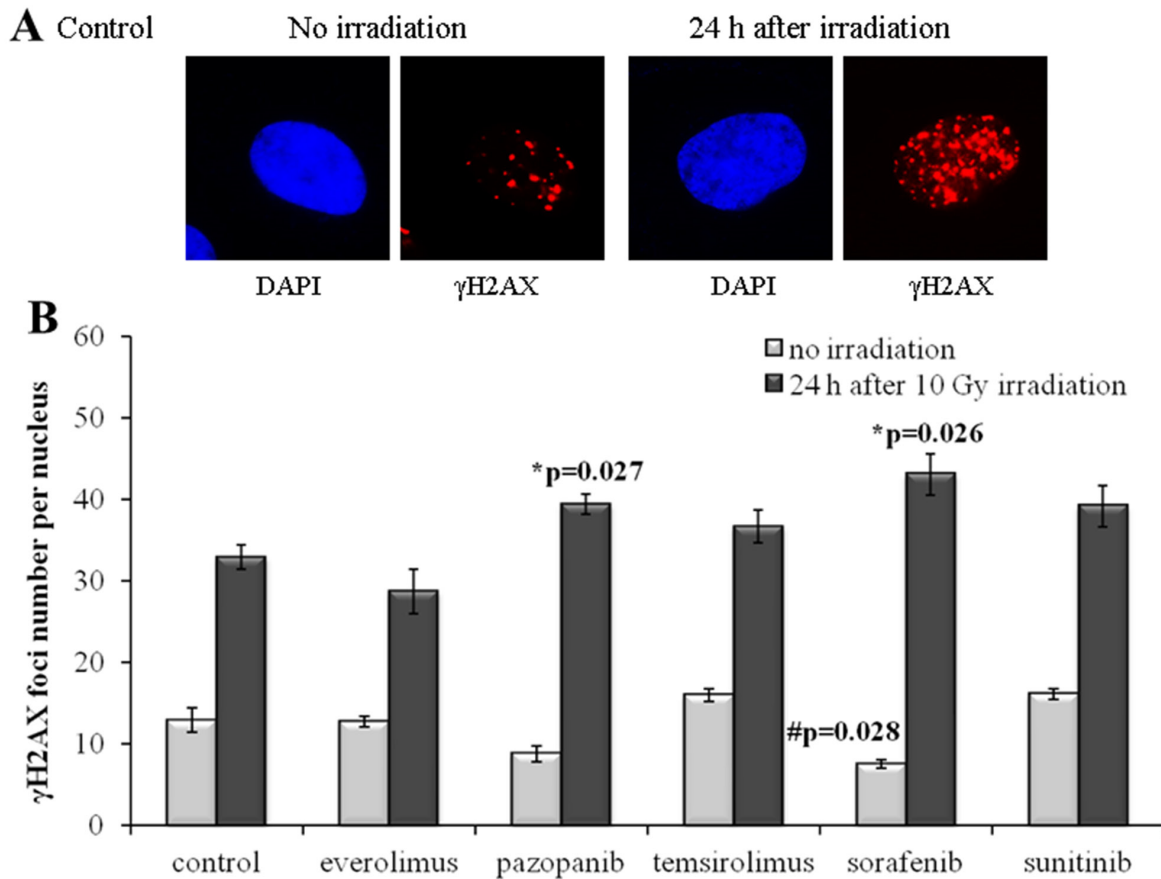 A Control No irradiation 24 h after irradiation
DAPI γH2AX DAPI γH2AX
B
γH2AX foci number per nucleus
60
50
40
30
20
10
0
no irradiation
24 h after 10 Gy irradiation
*p=0.027
*p=0.026
#p=0.028
control everolimus pazopanib temsirolimus sorafenib sunitinib